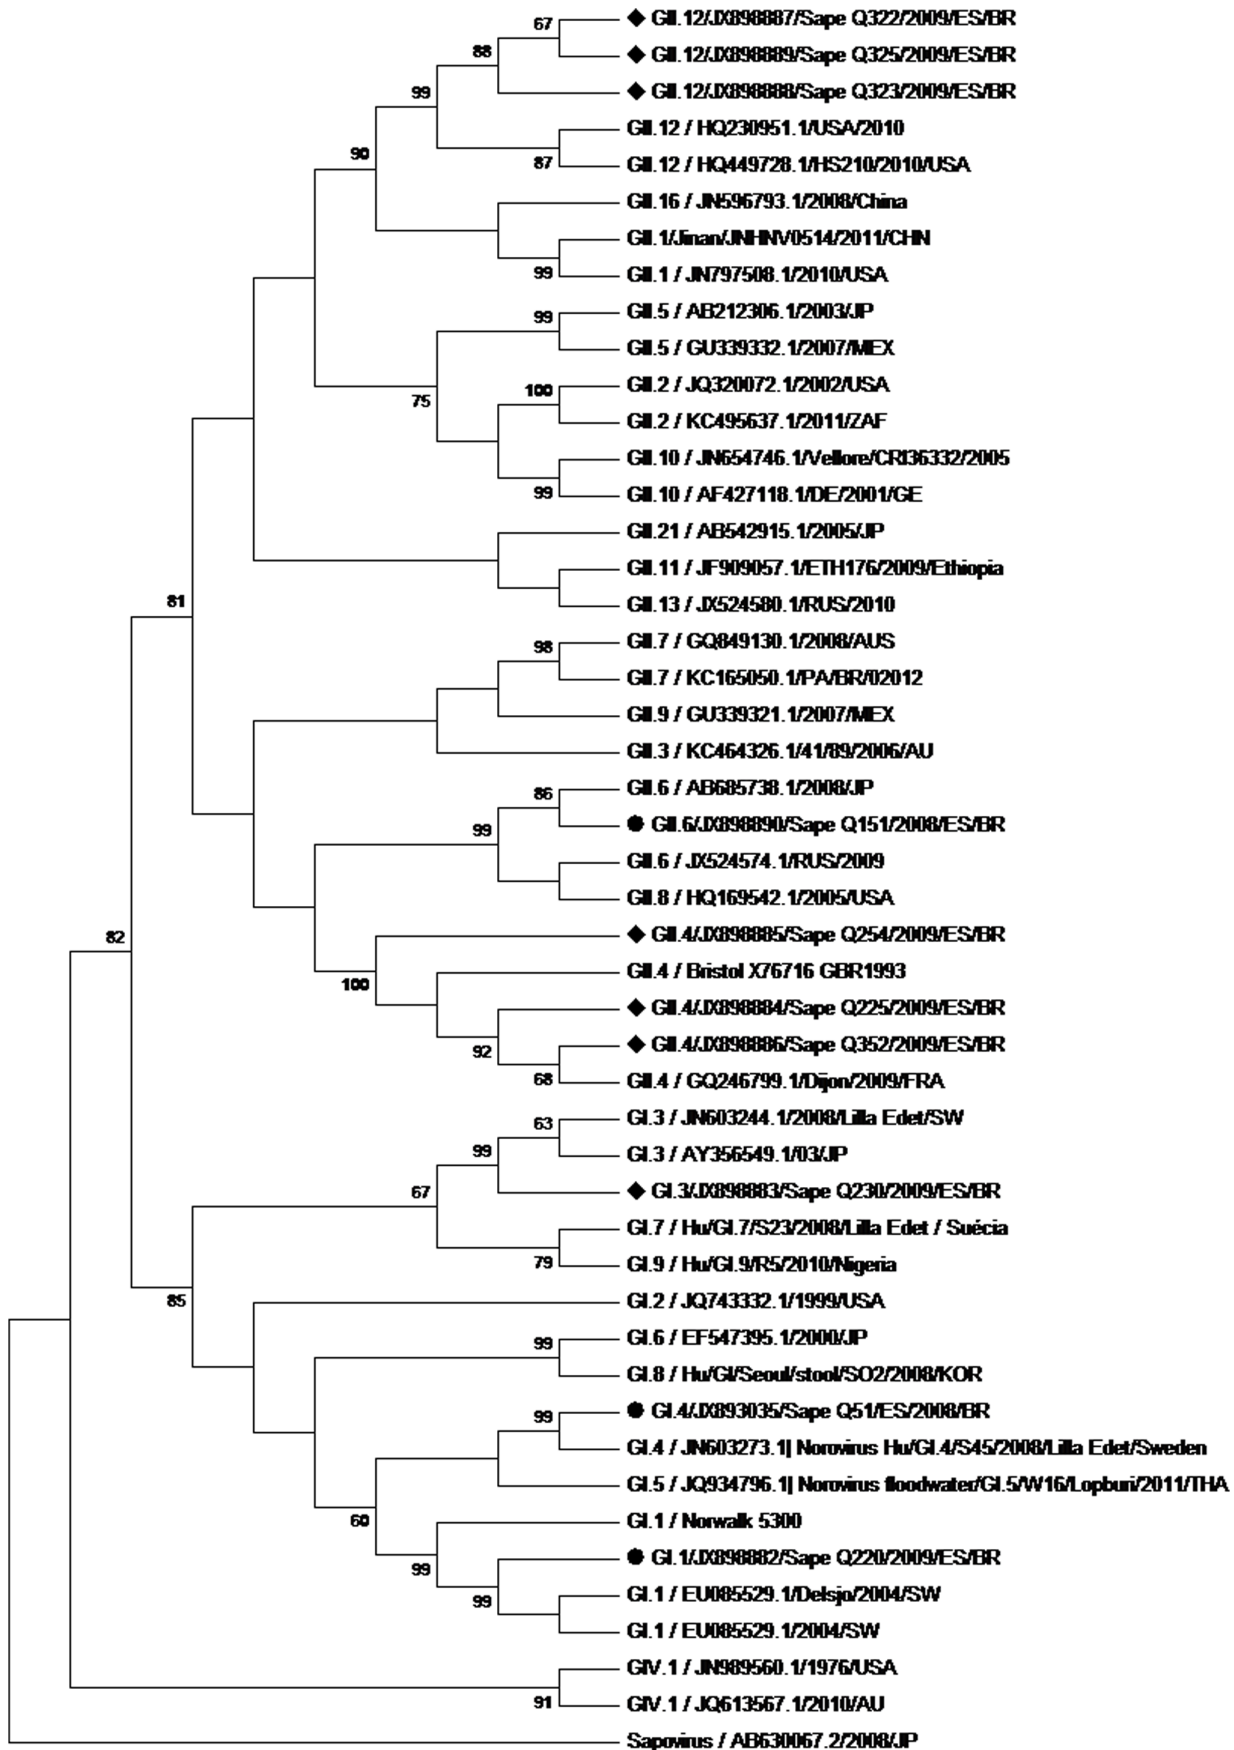 ◆ GII.12/JX898887/Sape Q322/2009/ES/BR
◆ GII.12/JX898889/Sape Q325/2009/ES/BR
◆ GII.12/JX898888/Sape Q323/2009/ES/BR
GII.12 / HQ230951.1/USA/2010
GII.12 / HQ449728.1/HS210/2010/USA
GII.16 / JN596793.1/2008/China
GII.1/Jinan/JNHNV0514/2011/CHN
GII.1 / JN797508.1/2010/USA
GII.5 / AB212306.1/2003/JP
GII.5 / GU339332.1/2007/MEX
GII.2 / JQ320072.1/2002/USA
GII.2 / KC495637.1/2011/ZAF
GII.10 / JN654746.1/Vellore/CRI36332/2005
GII.10 / AF427118.1/DE/2001/GE
GII.21 / AB542915.1/2005/JP
GII.11 / JF909057.1/ETH176/2009/Ethiopia
GII.13 / JX524580.1/RUS/2010
GII.7 / GQ849130.1/2008/AUS
GII.7 / KC165050.1/PA/BR/02012
GII.9 / GU339321.1/2007/MEX
GII.3 / KC464326.1/41/89/2006/AU
GII.6 / AB685738.1/2008/JP
● GII.6/JX898890/Sape Q151/2008/ES/BR
GII.6 / JX524574.1/RUS/2009
GII.8 / HQ169542.1/2005/USA
◆ GII.4/JX898885/Sape Q254/2009/ES/BR
GII.4 / Bristol X76716 GBR1993
◆ GII.4/JX898884/Sape Q225/2009/ES/BR
◆ GII.4/JX898886/Sape Q352/2009/ES/BR
GII.4 / GQ246799.1/Dijon/2009/FRA
GI.3 / JN603244.1/2008/Lilla Edet/SW
GI.3 / AY356549.1/03/JP
◆ GI.3/JX898883/Sape Q230/2009/ES/BR
GI.7 / Hu/GI.7/S23/2008/Lilla Edet / Suécia
GI.9 / Hu/GI.9/R5/2010/Nigeria
GI.2 / JQ743332.1/1999/USA
GI.6 / EF547395.1/2000/JP
GI.8 / Hu/GI/Seoul/stool/SO2/2008/KOR
● GI.4/JX893035/Sape Q51/ES/2008/BR
GI.4 / JN603273.1| Norovirus Hu/GI.4/S45/2008/Lilla Edet/Sweden
GI.5 / JQ934796.1| Norovirus floodwater/GI.5/W16/Lopburi/2011/THA
GI.1 / Norwalk 5300
● GI.1/JX898882/Sape Q220/2009/ES/BR
GI.1 / EU085529.1/Delsjo/2004/SW
GI.1 / EU085529.1/2004/SW
GIV.1 / JN989560.1/1976/USA
GIV.1 / JQ613567.1/2010/AU
Sapovirus / AB630067.2/2008/JP
67
88
99
87
90
99
99
75
100
99
81
98
86
99
82
100
92
68
63
99
67
79
85
99
99
60
99
99
91